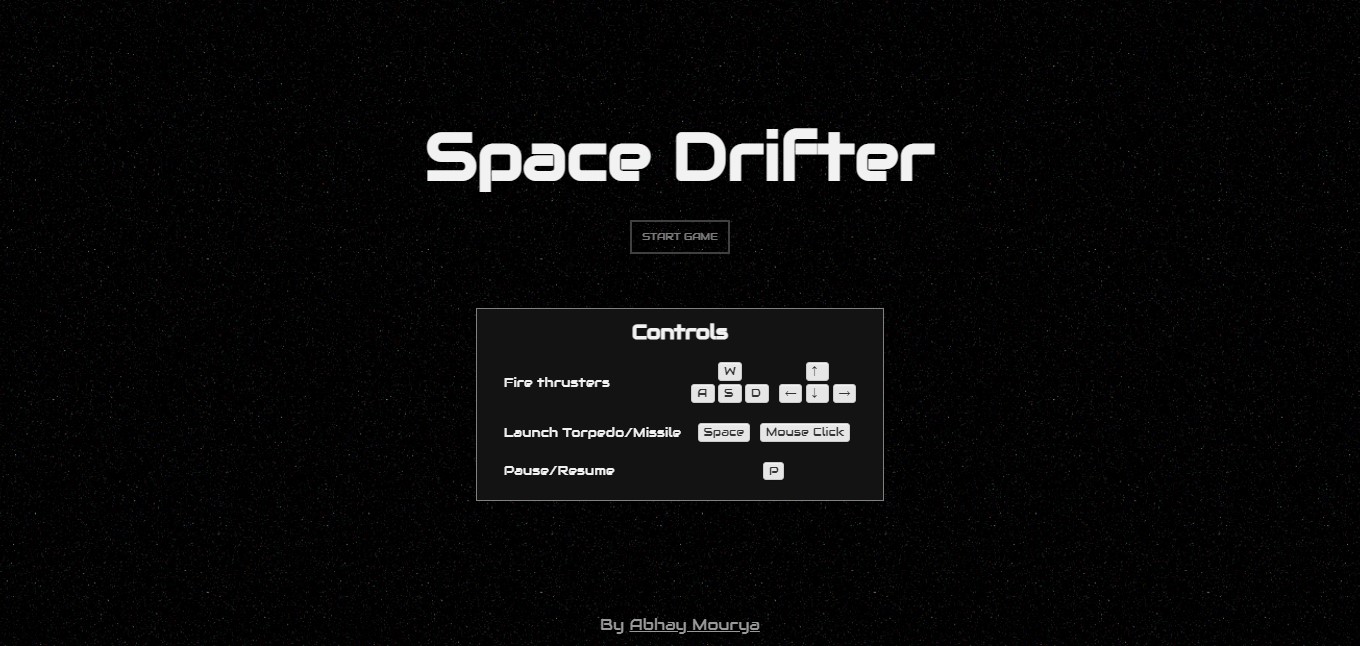 Space Drifter
START GAME
Controls
W ↑
Fire thrusters
A S D ← ↓ →
Launch Torpedo/Missile Space Mouse Click
Pause/Resume P
By Abhay Mourya